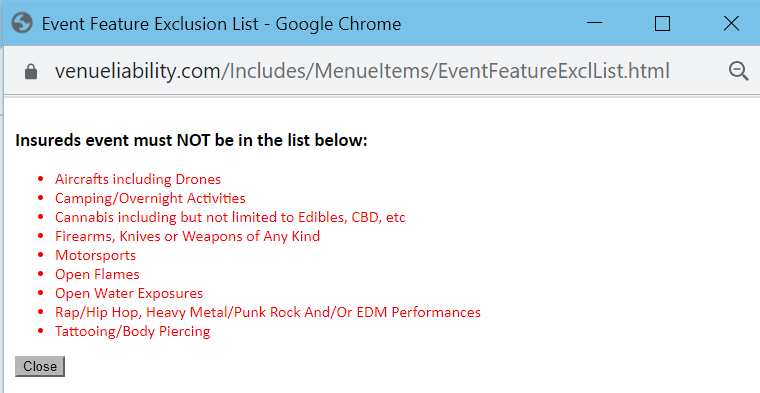 Event Feature Exclusion List - Google Chrome
venueliability.com/Includes/MenueItems/EventFeatureExclList.html
Insureds event must NOT be in the list below:
Aircrafts including Drones
Camping/Overnight Activities
Cannabis including but not limited to Edibles, CBD, etc
Firearms, Knives or Weapons of Any Kind
Motorsports
Open Flames
Open Water Exposures
Rap/Hip Hop, Heavy Metal/Punk Rock And/Or EDM Performances
Tattooing/Body Piercing
Close